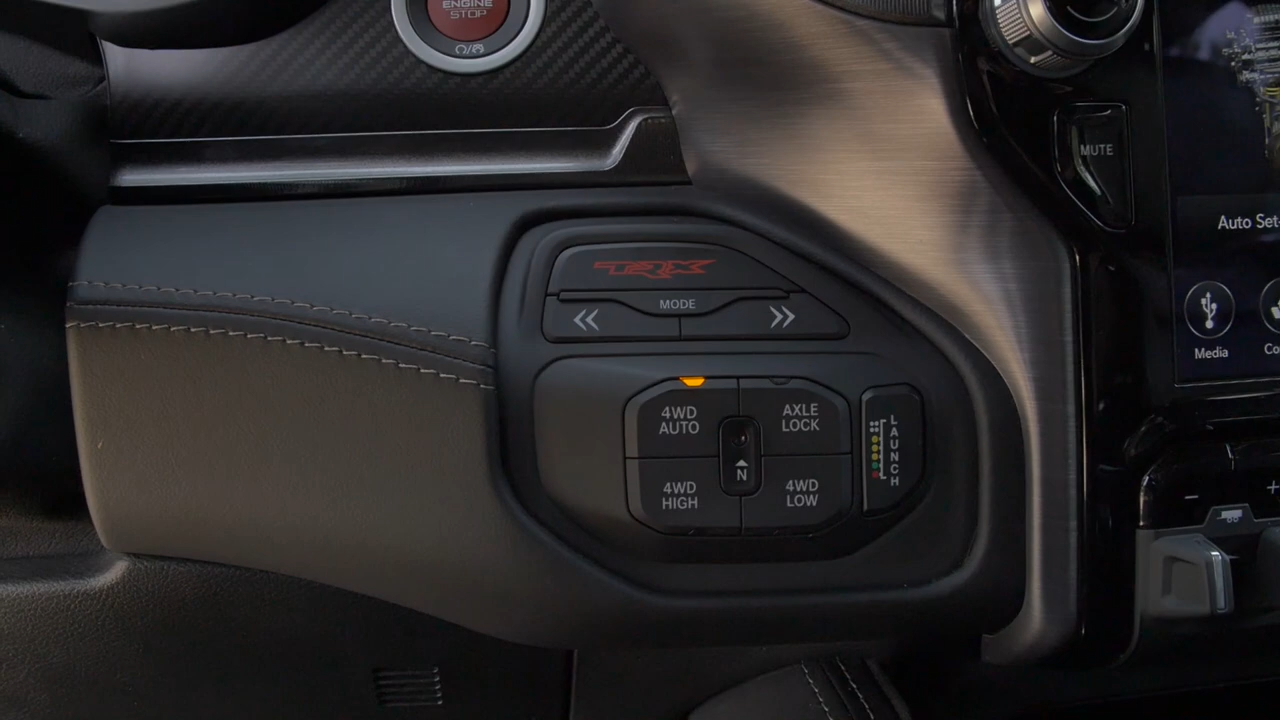 ENGINE
STOP
MUTE
Auto Set-
TRX
MODE
Media
4WD
AUTO
AXLE
LOCK
4WD
HIGH
N
4WD
LOW
LAUNCH